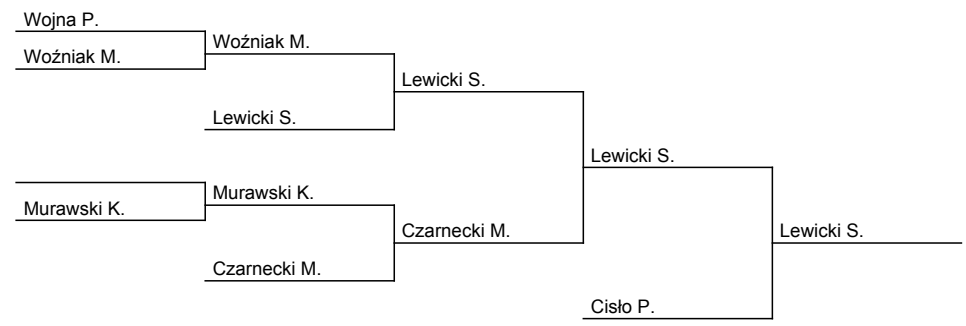 Wojna P.
Woźniak M.
Woźniak M.
Lewicki S.
Lewicki S.
Lewicki S.
Murawski K.
Murawski K.
Czarnecki M.
Lewicki S.
Czarnecki M.
Cisło P.